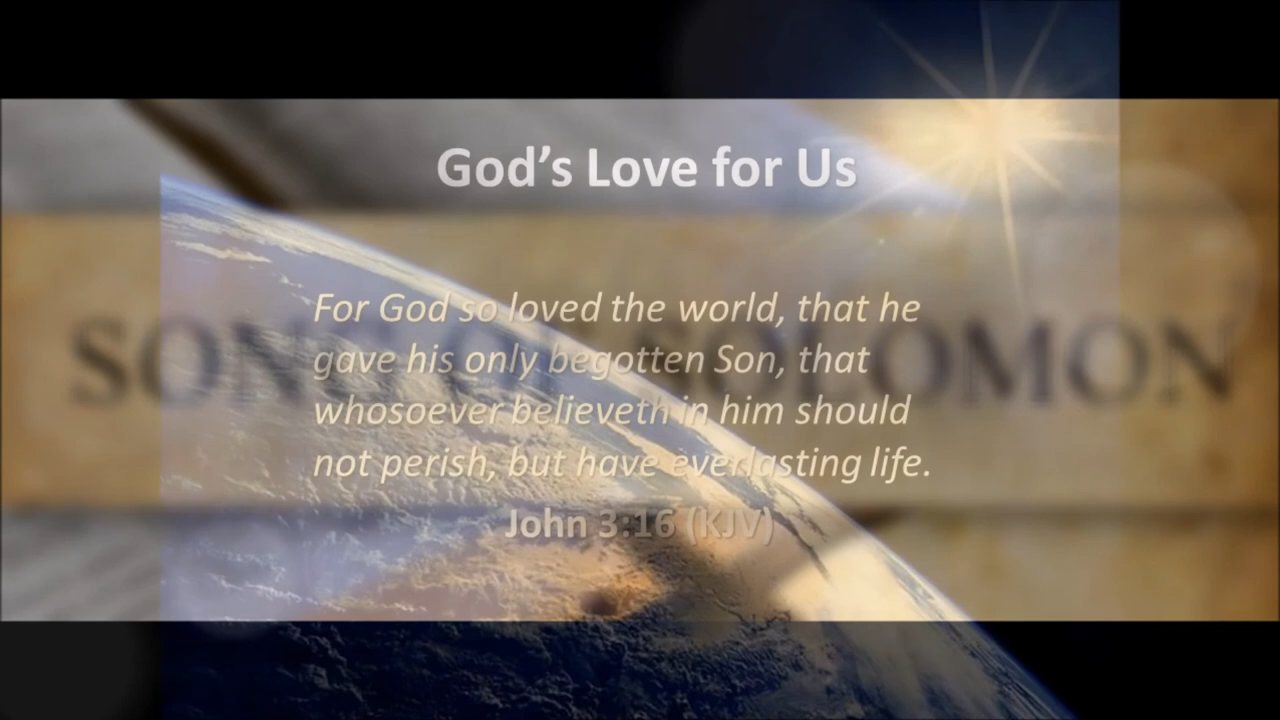 God’s Love for Us
For God so loved the world, that he
gave his only begotten Son, that
whosoever believeth in him should
not perish, but have everlasting life.
SONG OF SOLOMON
John 3:16 (KJV)